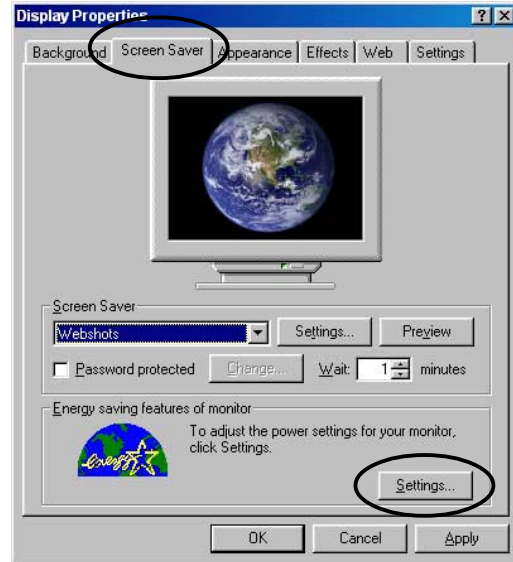 Display Properties
Background Screen Saver Appearance Effects Web Settings
Screen Saver
Webshots Settings... Preview
Password protected Change... Wait: 1 minutes
Energy saving features of monitor
To adjust the power settings for your monitor,
click Settings.
energy
Settings...
OK Cancel Apply